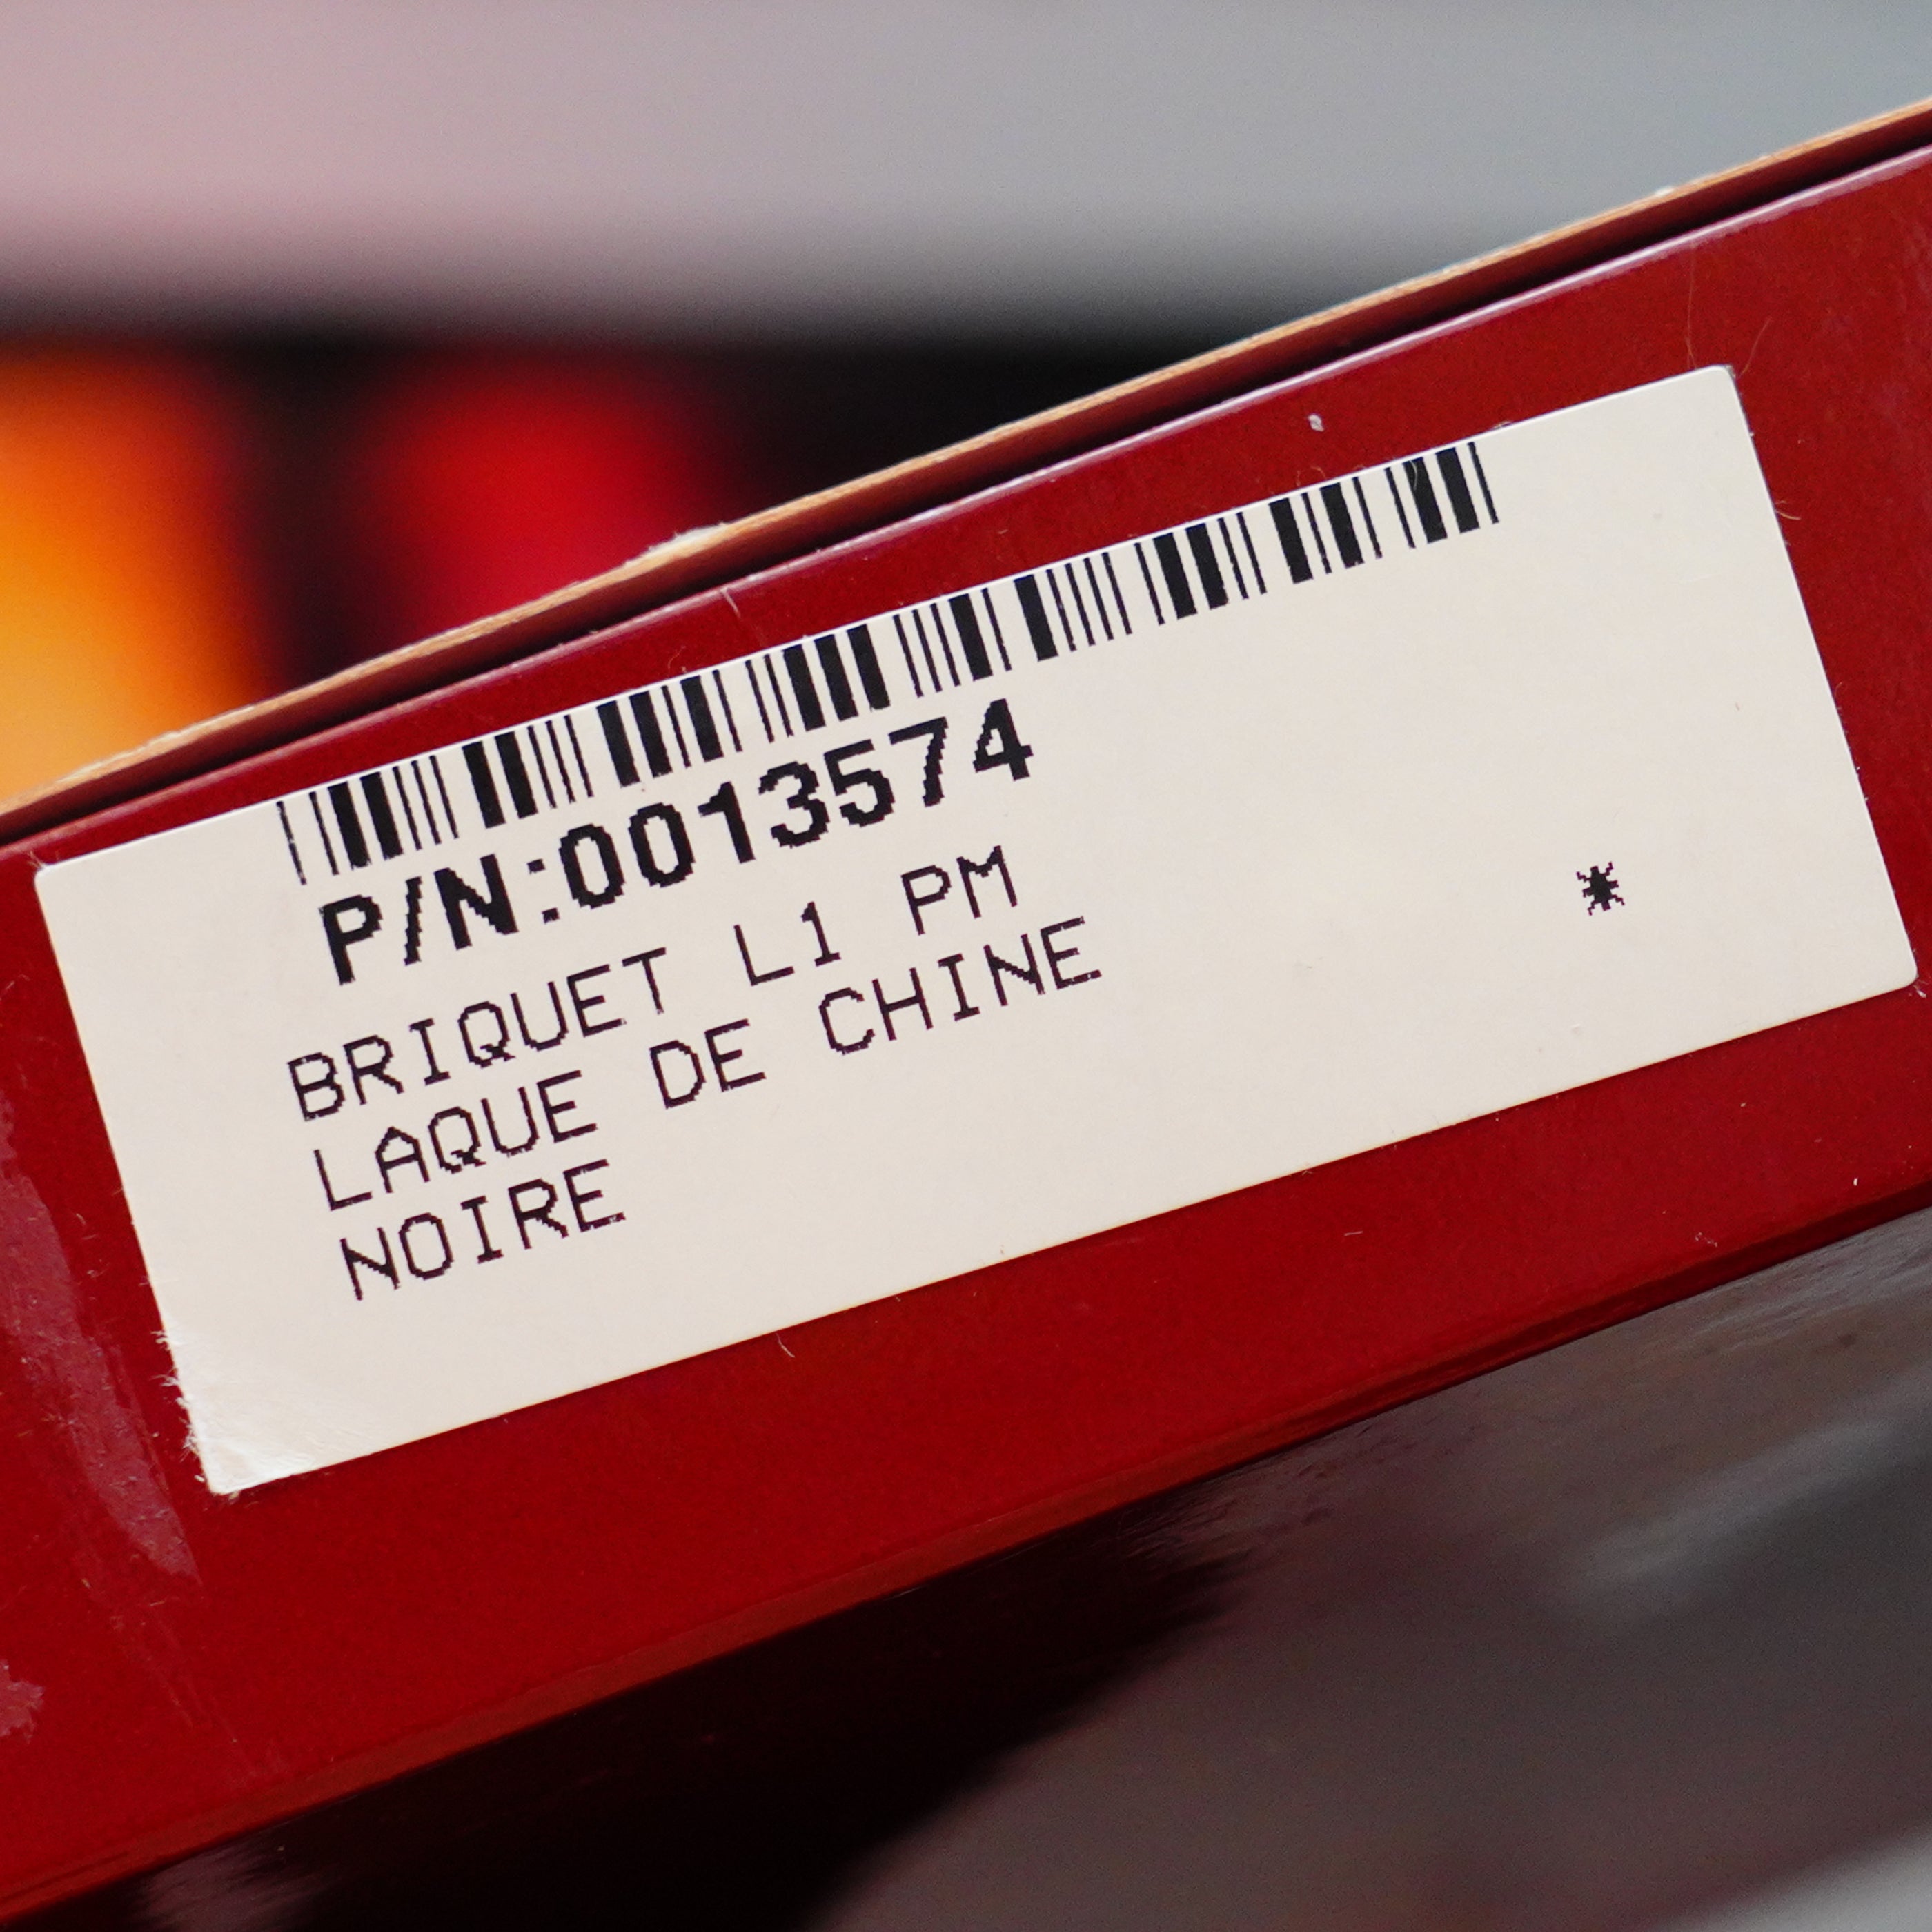 P/N:0013574
BRIQUET L1 PM
LAQUE DE CHINE *
NOIRE